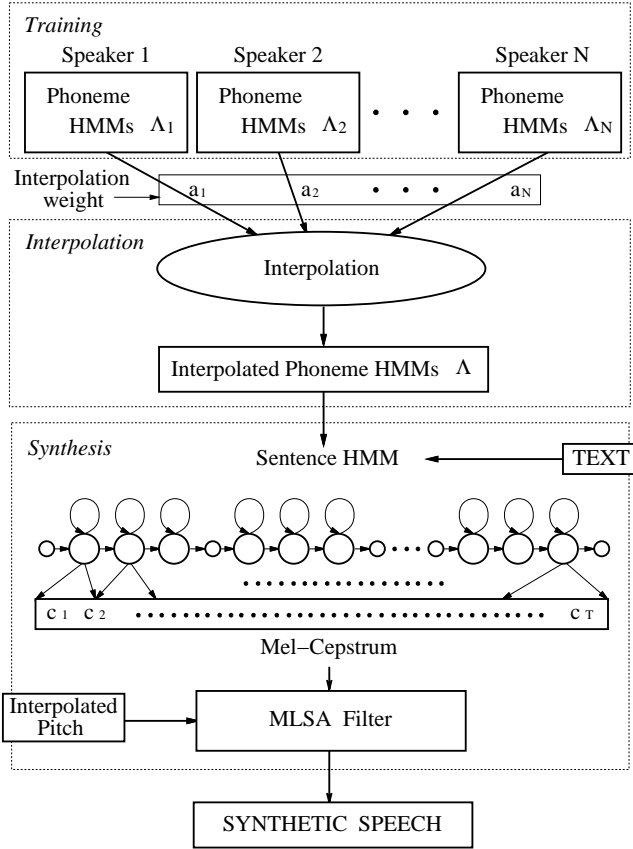 Training
Speaker 1 Speaker 2 Speaker N
Phoneme HMMs Λ1
Phoneme HMMs Λ2
• • •
Phoneme HMMs ΛN
Interpolation weight
a1 a2 • • • aN
Interpolation
Interpolation
Interpolated Phoneme HMMs Λ
Synthesis
Sentence HMM
TEXT
c1 c2 cT
Mel−Cepstrum
Interpolated Pitch
MLSA Filter
SYNTHETIC SPEECH